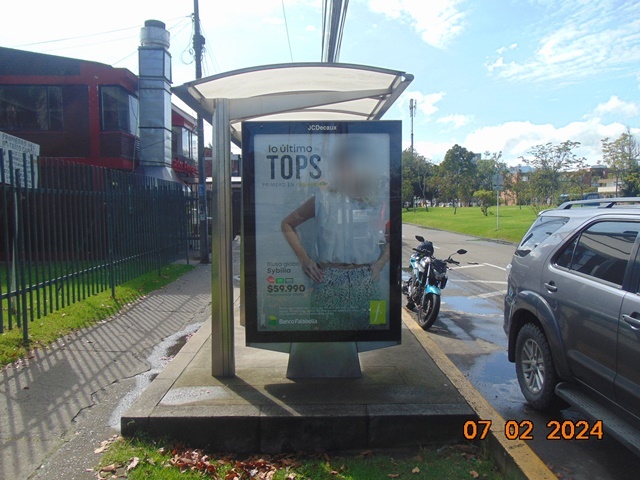 JCDecaux
lo último
TOPS
Sybilla
$59.990
Banco Falabella
07 02 2024